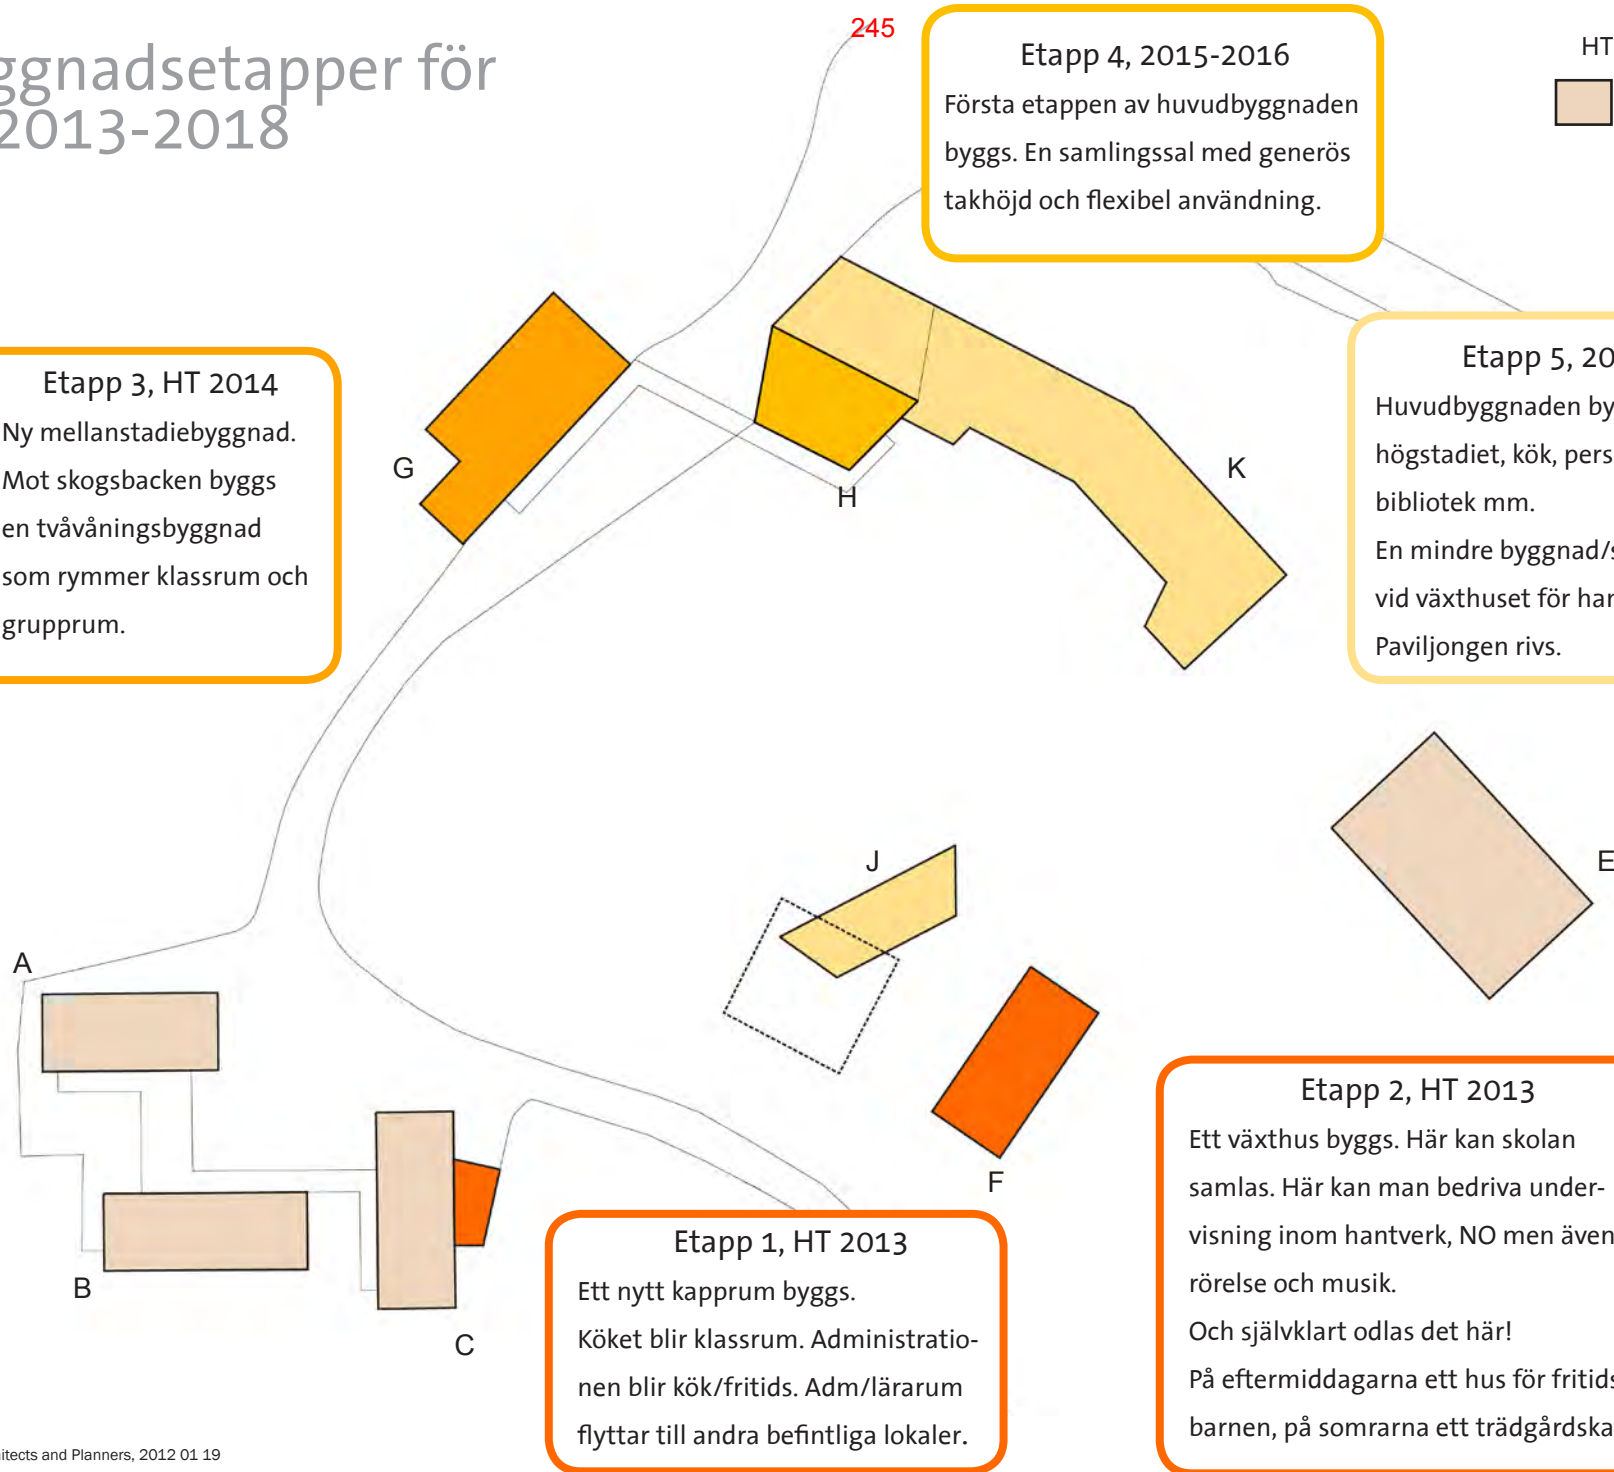 ggnadsetapper för
2013-2018
245
HT
Etapp 4, 2015-2016
Första etappen av huvudbyggnaden
byggs. En samlingssal med generös
takhöjd och flexibel användning.
Etapp 3, HT 2014
Ny mellanstadiebyggnad.
Mot skogsbacken byggs
en tvåvåningsbyggnad
som rymmer klassrum och
grupprum.
G
H
K
Etapp 5, 20
Huvudbyggnaden by
högstadiet, kök, pers
bibliotek mm.
En mindre byggnad/s
vid växthuset för han
Paviljongen rivs.
J
E
A
B
C
F
Etapp 1, HT 2013
Ett nytt kapprum byggs.
Köket blir klassrum. Administratio-
nen blir kök/fritids. Adm/lärarum
flyttar till andra befintliga lokaler.
Etapp 2, HT 2013
Ett växthus byggs. Här kan skolan
samlas. Här kan man bedriva under-
visning inom hantverk, NO men även
rörelse och musik.
Och självklart odlas det här!
På eftermiddagarna ett hus för fritids
barnen, på somrarna ett trädgårdska
itects and Planners, 2012 01 19